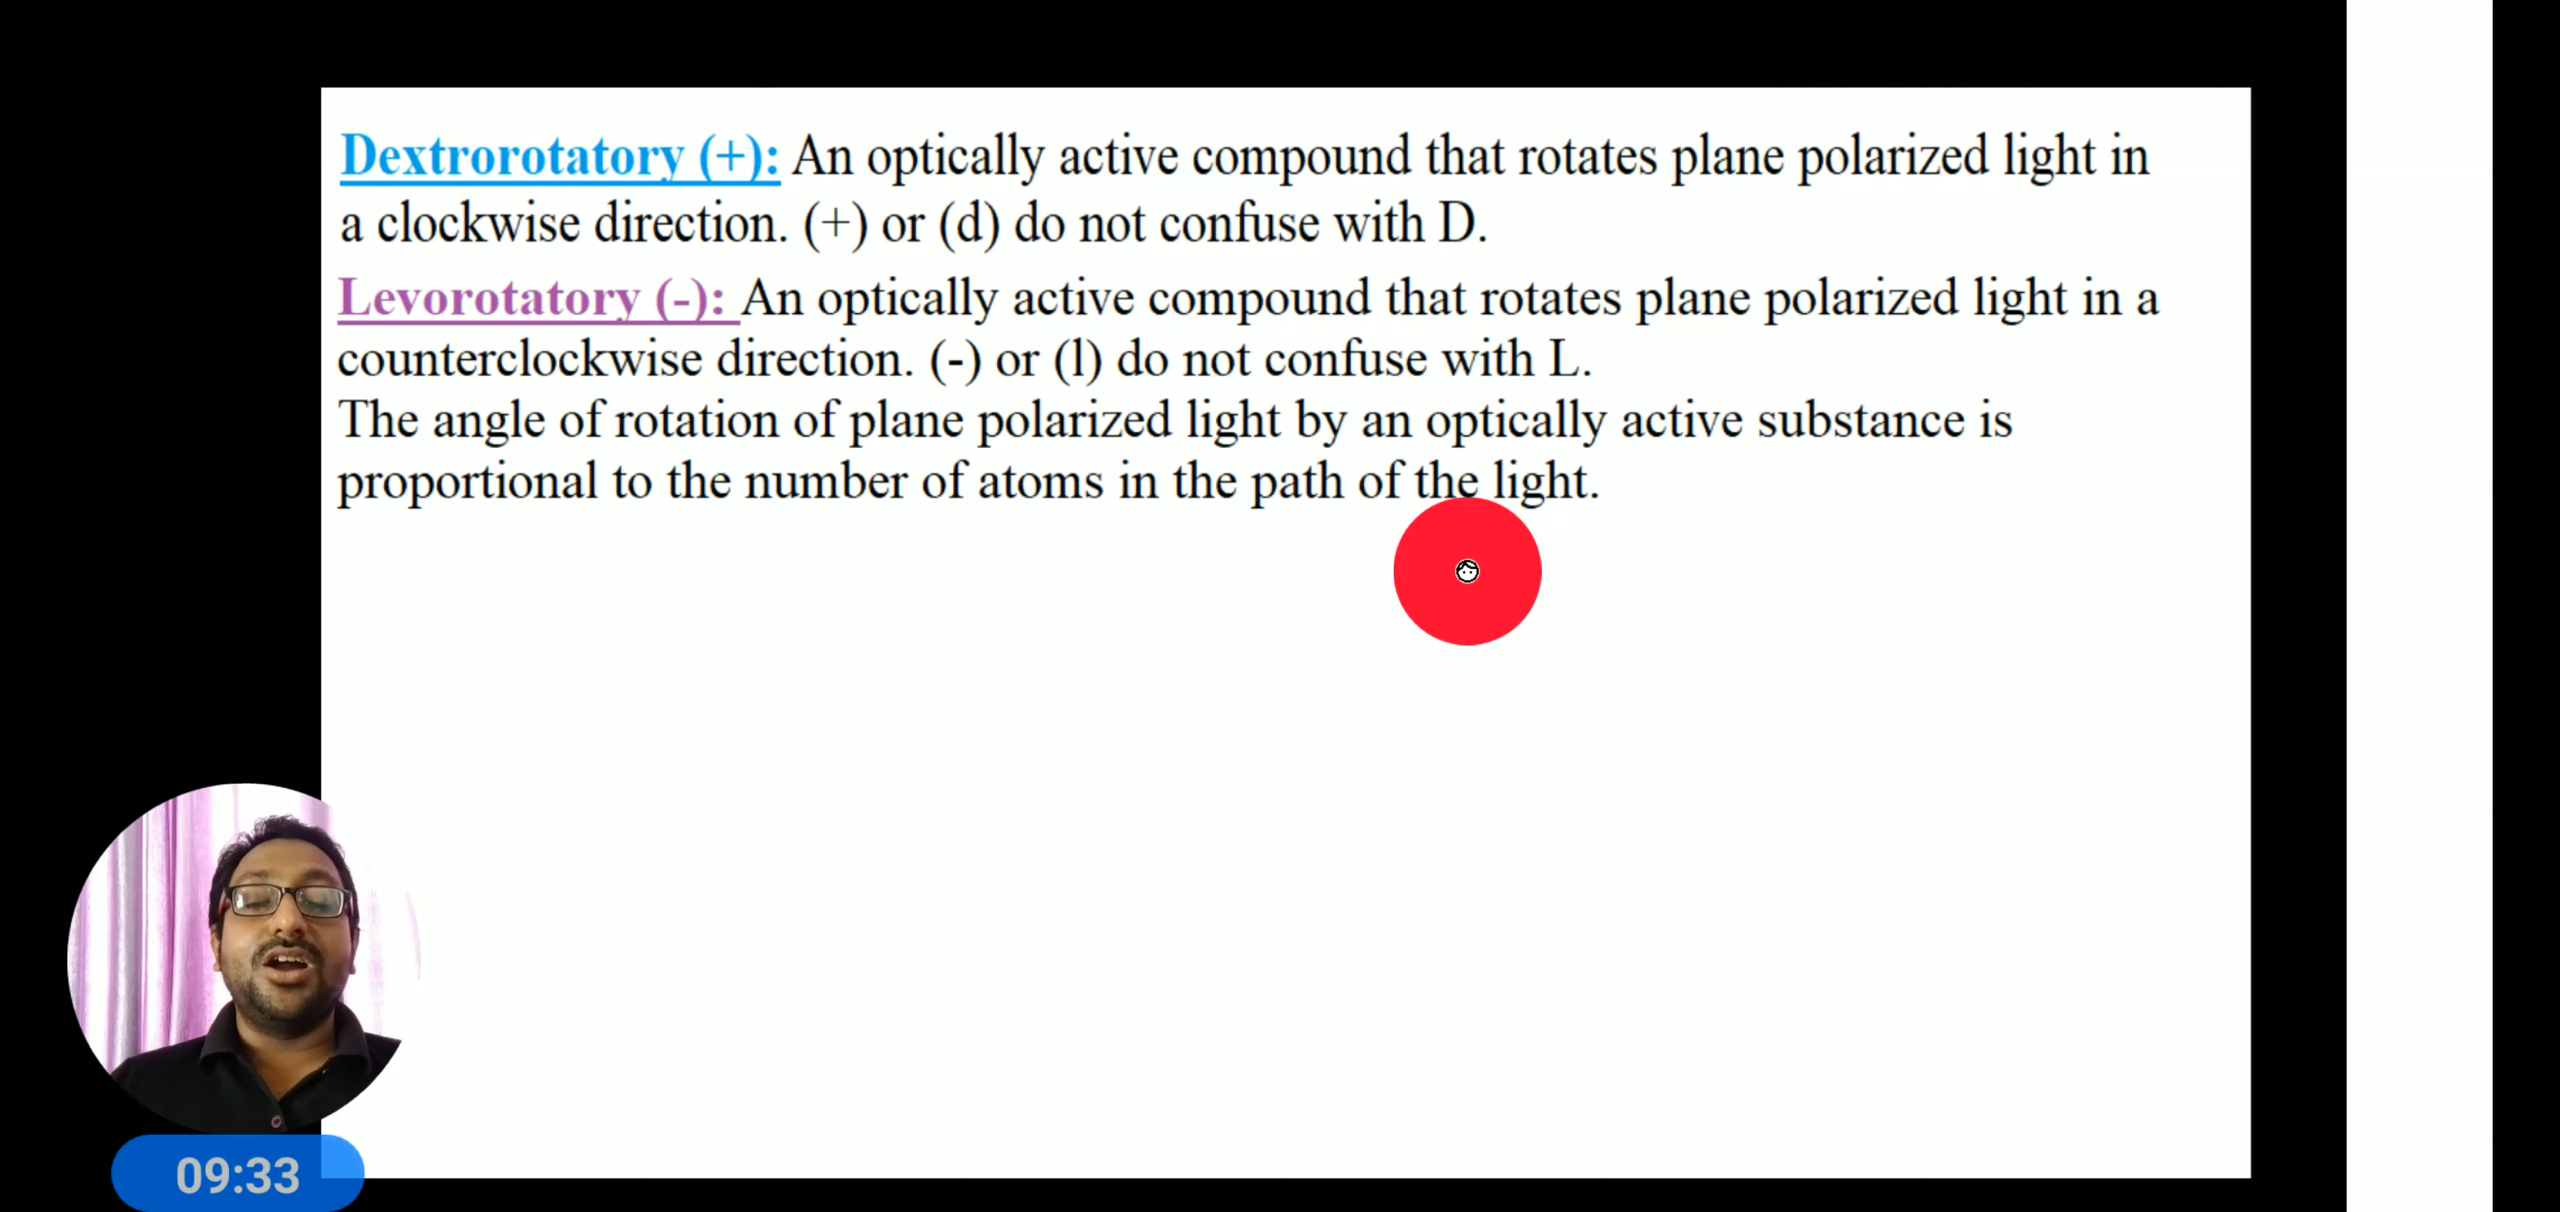 Dextrorotatory (+): An optically active compound that rotates plane polarized light in
a clockwise direction. (+) or (d) do not confuse with D.
Levorotatory (-): An optically active compound that rotates plane polarized light in a
counterclockwise direction. (-) or (l) do not confuse with L.
The angle of rotation of plane polarized light by an optically active substance is
proportional to the number of atoms in the path of the light.
09:33